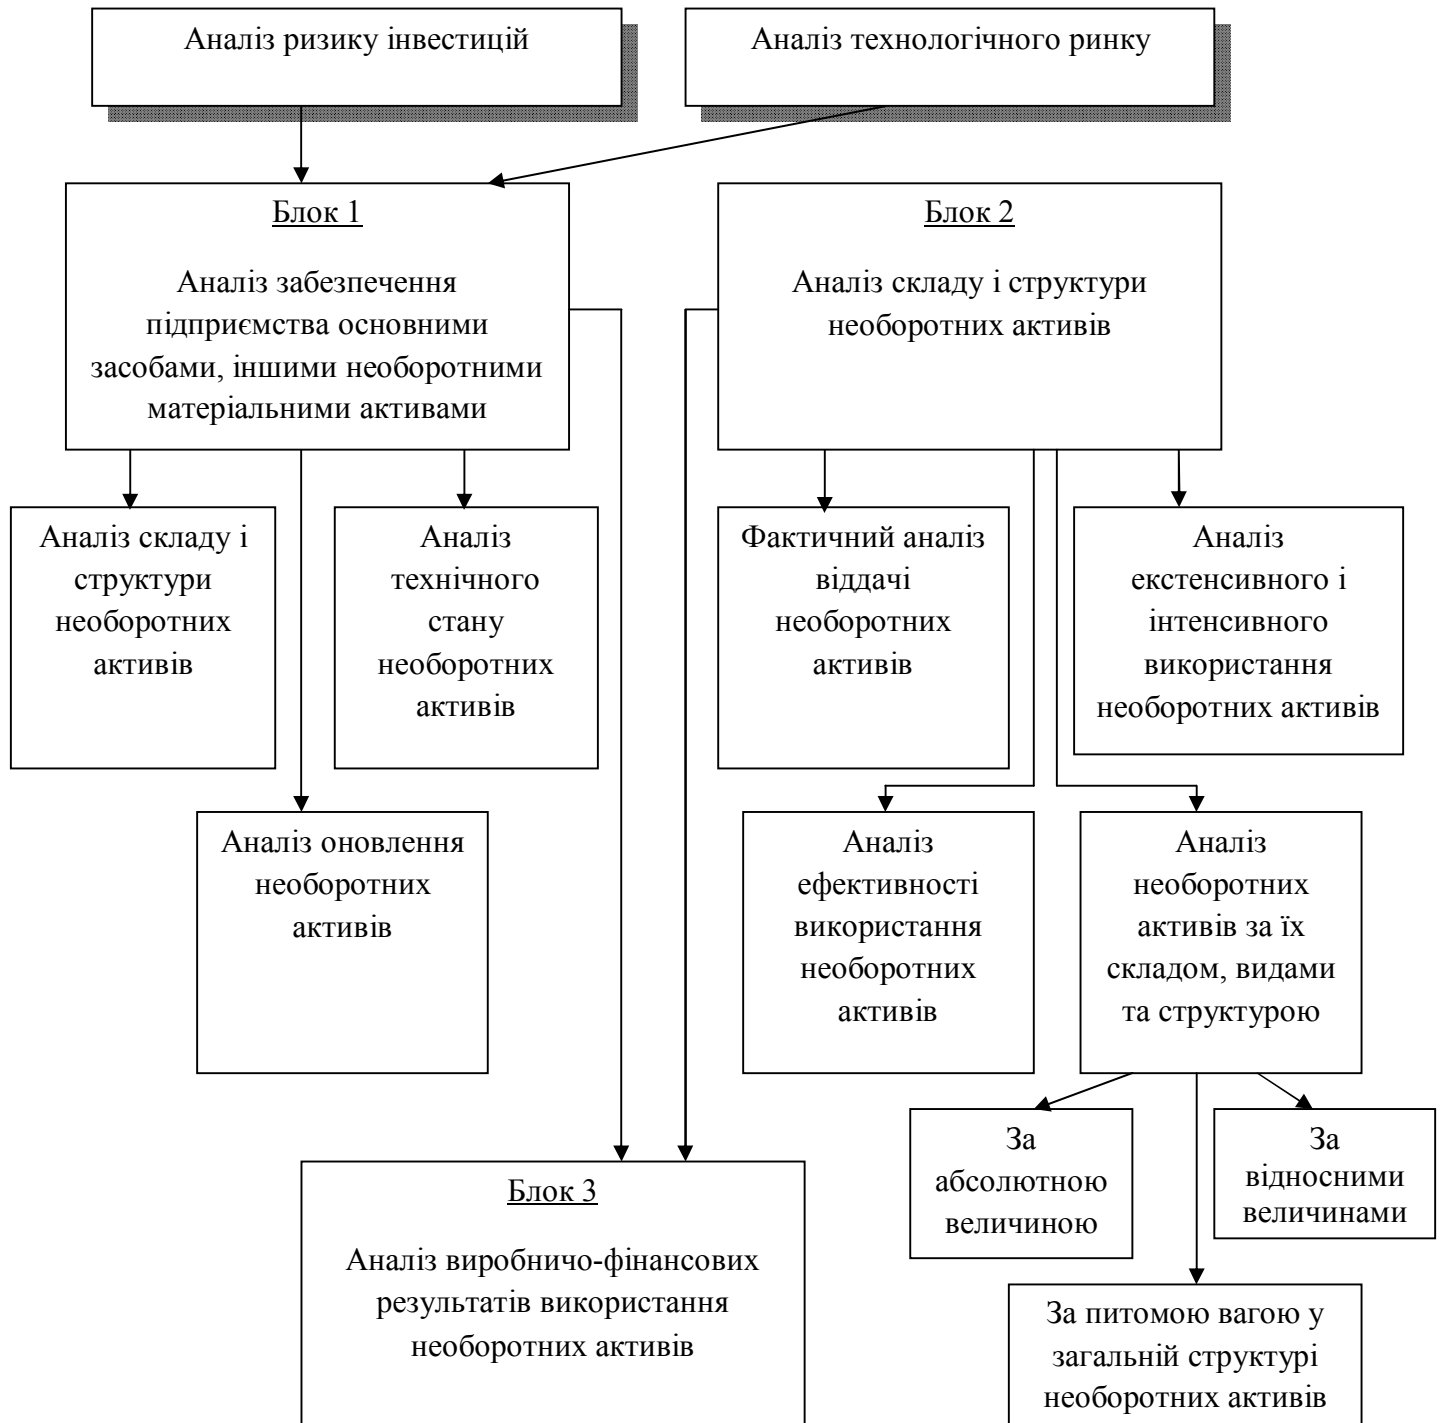 Аналіз ризику інвестицій
Аналіз технологічного ринку
Блок 1
Аналіз забезпечення
підприємства основними
засобами, іншими необоротними
матеріальними активами
Блок 2
Аналіз складу і структури
необоротних активів
Аналіз складу і
структури
необоротних
активів
Аналіз
технічного
стану
необоротних
активів
Фактичний аналіз
віддачі
необоротних
активів
Аналіз
екстенсивного і
інтенсивного
використання
необоротних активів
Аналіз оновлення
необоротних
активів
Аналіз
ефективності
використання
необоротних
активів
Аналіз
необоротних
активів за їх
складом, видами
та структурою
За
абсолютною
величиною
За
відносними
величинами
Блок 3
Аналіз виробничо-фінансових
результатів використання
необоротних активів
За питомою вагою у
загальній структурі
необоротних активів